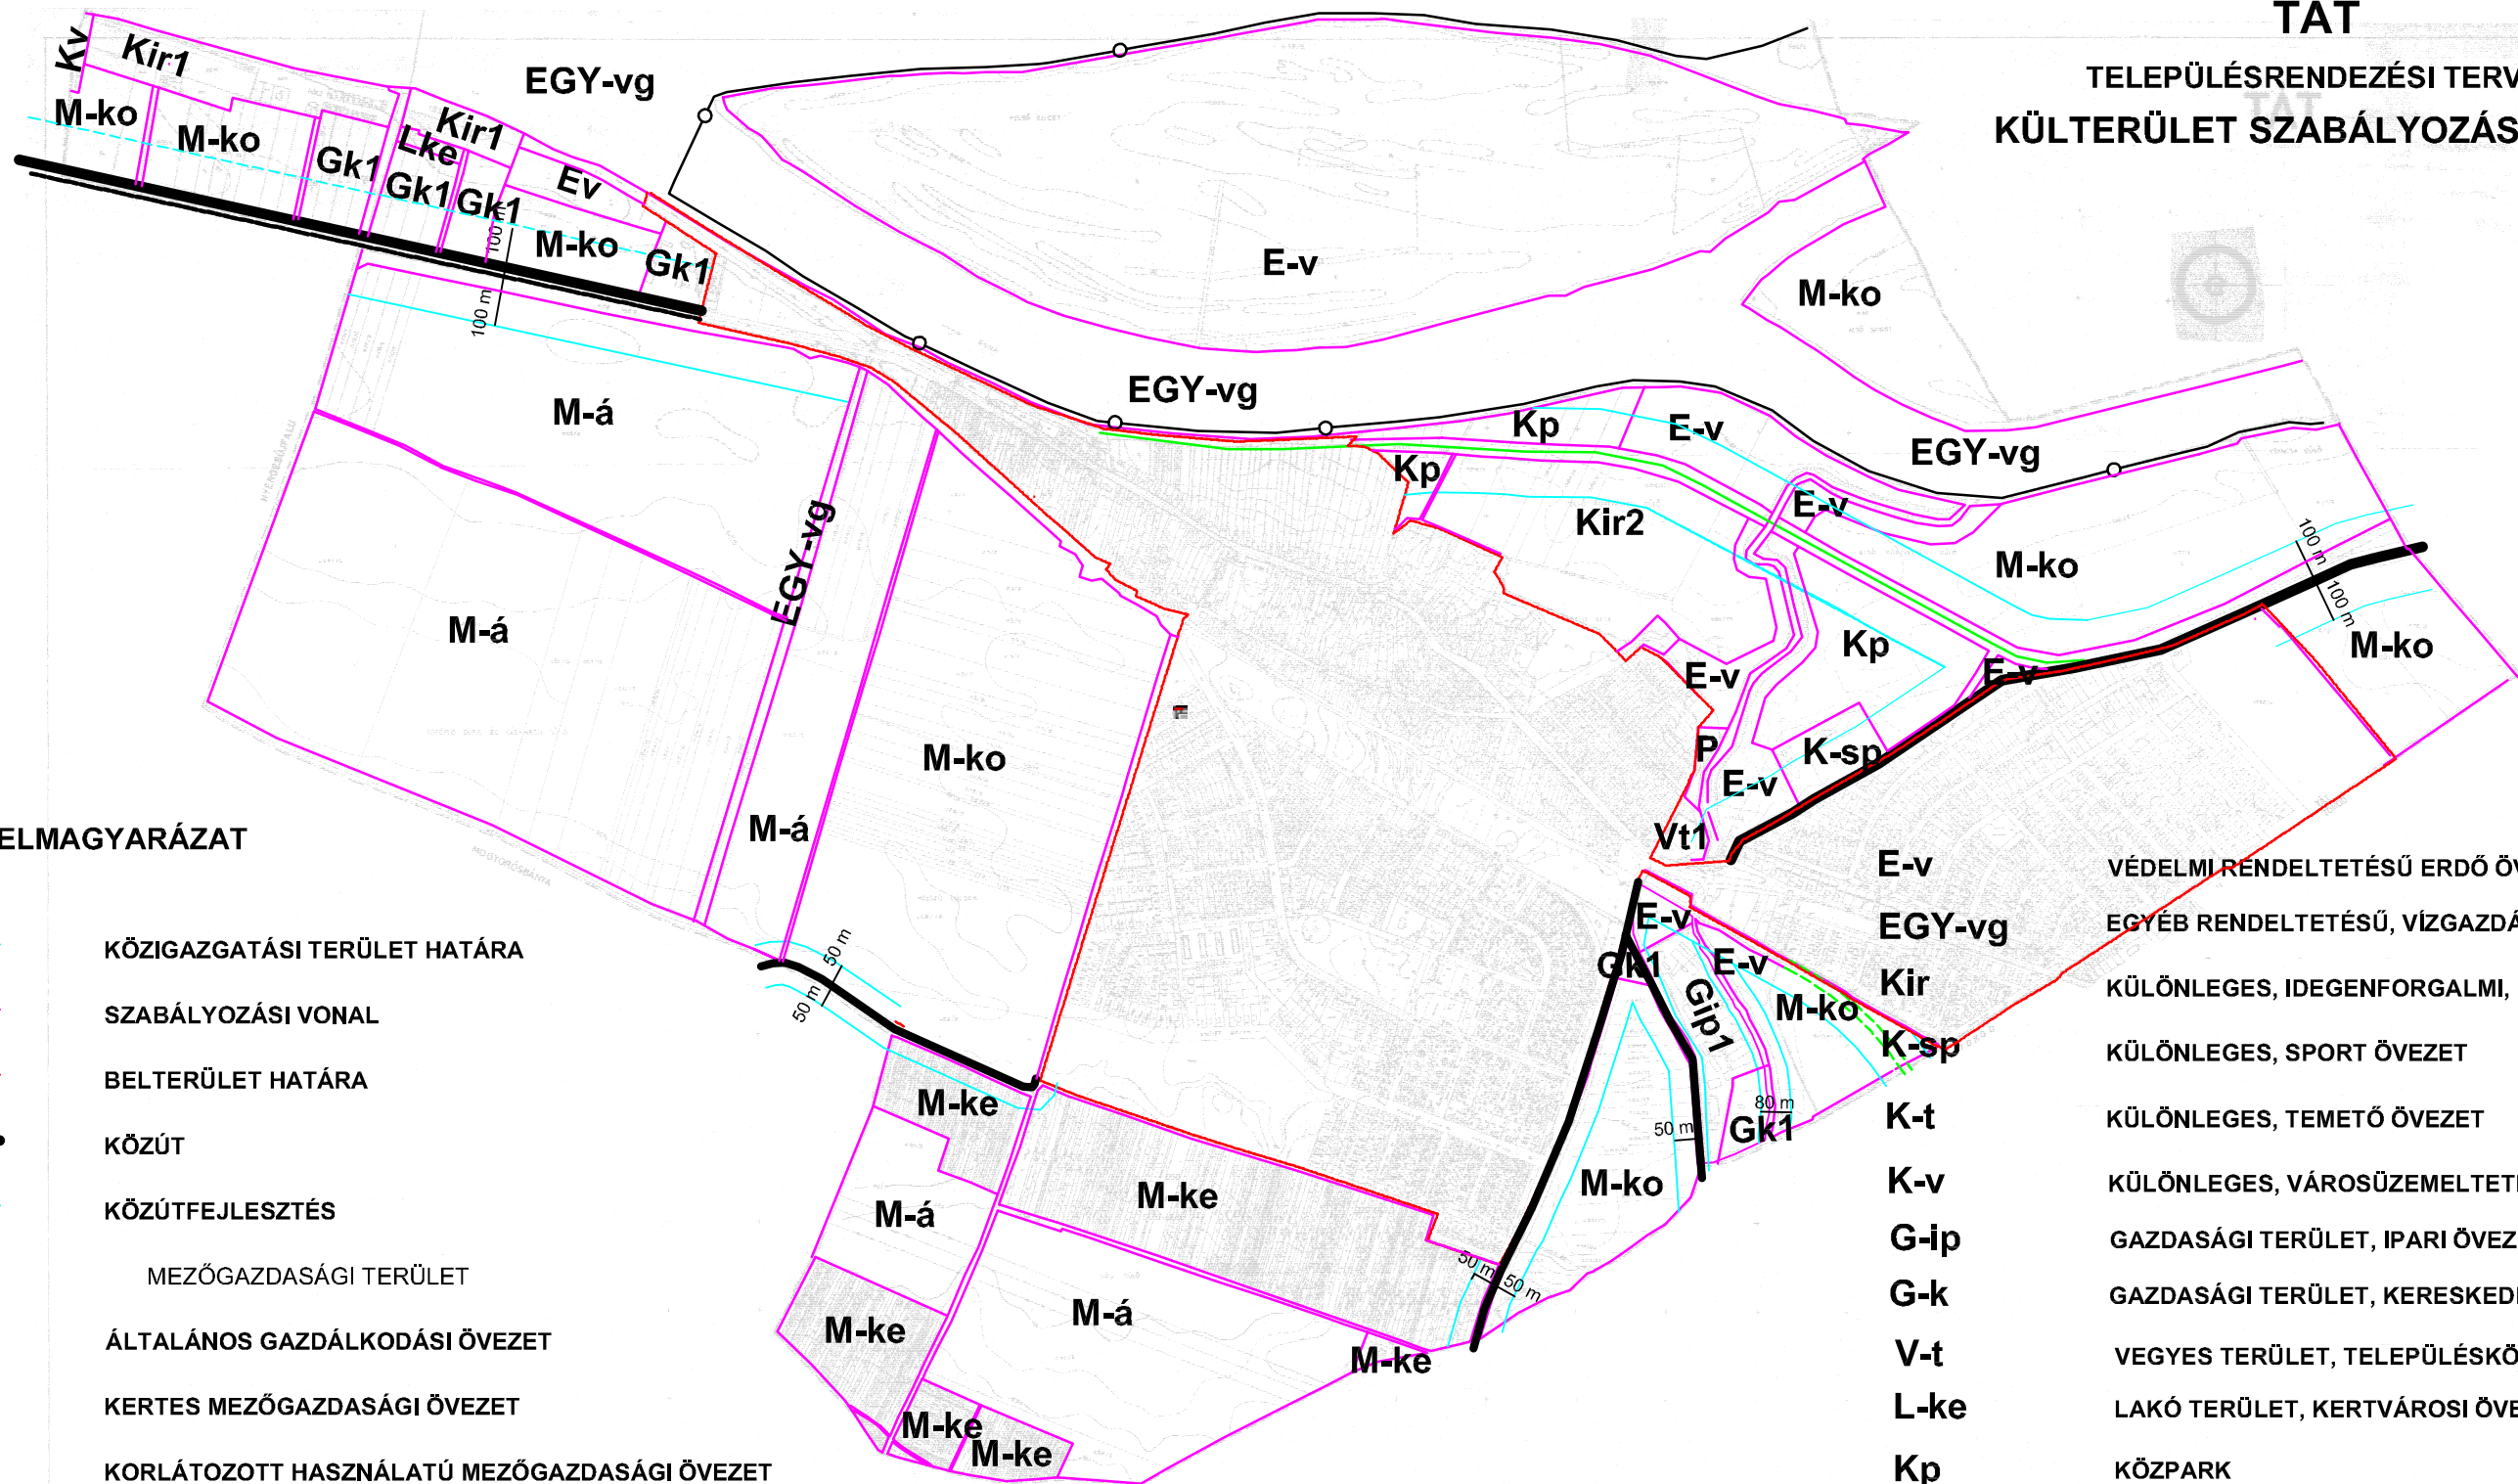 TAT
TELEPÜLÉSRENDEZÉSI TERV
KÜLTERÜLET SZABÁLYOZÁS
TAT
Kv
Kir1
EGY-vg
M-ko
M-ko
Kir1
Lke
Gk1
Gk1
Gk1
Ev
M-ko
Gk1
100 m
100 m
E-v
M-ko
M-á
EGY-vg
Kp
E-v
EGY-vg
Kp
E-v
Kir2
EGY-vg
M-ko
100 m
100 m
M-á
Kp
M-ko
E-v
E-v
P
K-sp
M-ko
E-v
M-á
Vt1
NYERGESÚJFALU
MOGYORÓSBÁNYA
E-v
Gk1
E-v
Gip1
M-ko
50 m
50 m
M-ke
80 m
50 m
Gk1
M-ke
M-ko
M-á
50 m
50 m
M-á
M-ke
M-ke
M-ke
M-ke
ELMAGYARÁZAT
KÖZIGAZGATÁSI TERÜLET HATÁRA
SZABÁLYOZÁSI VONAL
BELTERÜLET HATÁRA
KÖZÚT
KÖZÚTFEJLESZTÉS
MEZŐGAZDASÁGI TERÜLET
ÁLTALÁNOS GAZDÁLKODÁSI ÖVEZET
KERTES MEZŐGAZDASÁGI ÖVEZET
KORLÁTOZOTT HASZNÁLATÚ MEZŐGAZDASÁGI ÖVEZET
E-v VÉDELMI RENDELTETÉSŰ ERDŐ ÖV
EGY-vg EGYÉB RENDELTETÉSŰ, VÍZGAZDÁ
Kir KÜLÖNLEGES, IDEGENFORGALMI,
K-sp KÜLÖNLEGES, SPORT ÖVEZET
K-t KÜLÖNLEGES, TEMETŐ ÖVEZET
K-v KÜLÖNLEGES, VÁROSÜZEMELTET
G-ip GAZDASÁGI TERÜLET, IPARI ÖVEZ
G-k GAZDASÁGI TERÜLET, KERESKED
V-t VEGYES TERÜLET, TELEPÜLÉSKÖ
L-ke LAKÓ TERÜLET, KERTVÁROSI ÖVE
Kp KÖZPARK